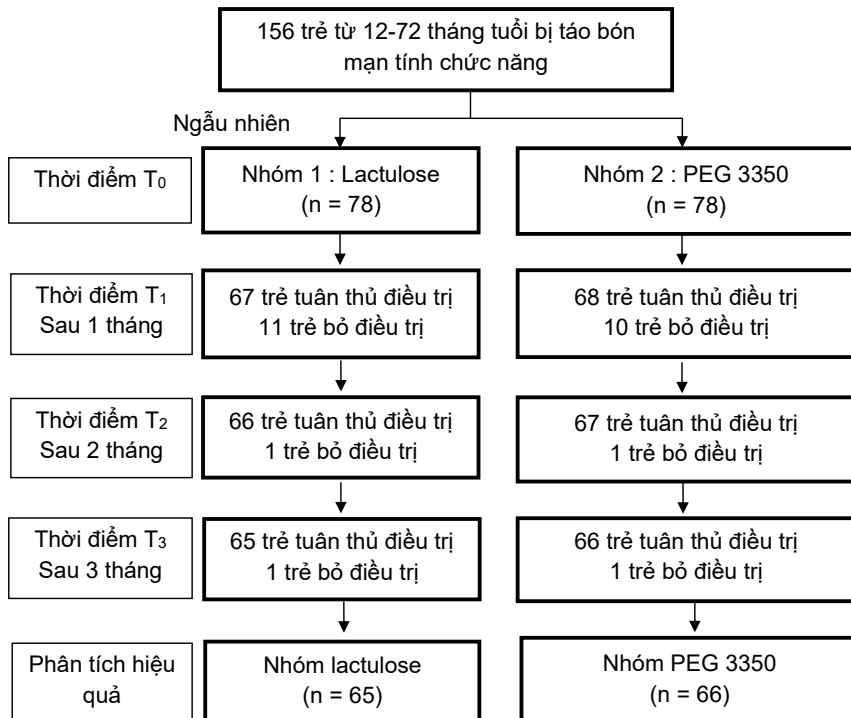 156 trẻ từ 12-72 tháng tuổi bị táo bón
mạn tính chức năng
Ngẫu nhiên
Thời điểm T₀
Nhóm 1 : Lactulose
(n = 78)
Nhóm 2 : PEG 3350
(n = 78)
Thời điểm T₁
Sau 1 tháng
67 trẻ tuân thủ điều trị
11 trẻ bỏ điều trị
68 trẻ tuân thủ điều trị
10 trẻ bỏ điều trị
Thời điểm T₂
Sau 2 tháng
66 trẻ tuân thủ điều trị
1 trẻ bỏ điều trị
67 trẻ tuân thủ điều trị
1 trẻ bỏ điều trị
Thời điểm T₃
Sau 3 tháng
65 trẻ tuân thủ điều trị
1 trẻ bỏ điều trị
66 trẻ tuân thủ điều trị
1 trẻ bỏ điều trị
Phân tích hiệu
quả
Nhóm lactulose
(n = 65)
Nhóm PEG 3350
(n = 66)